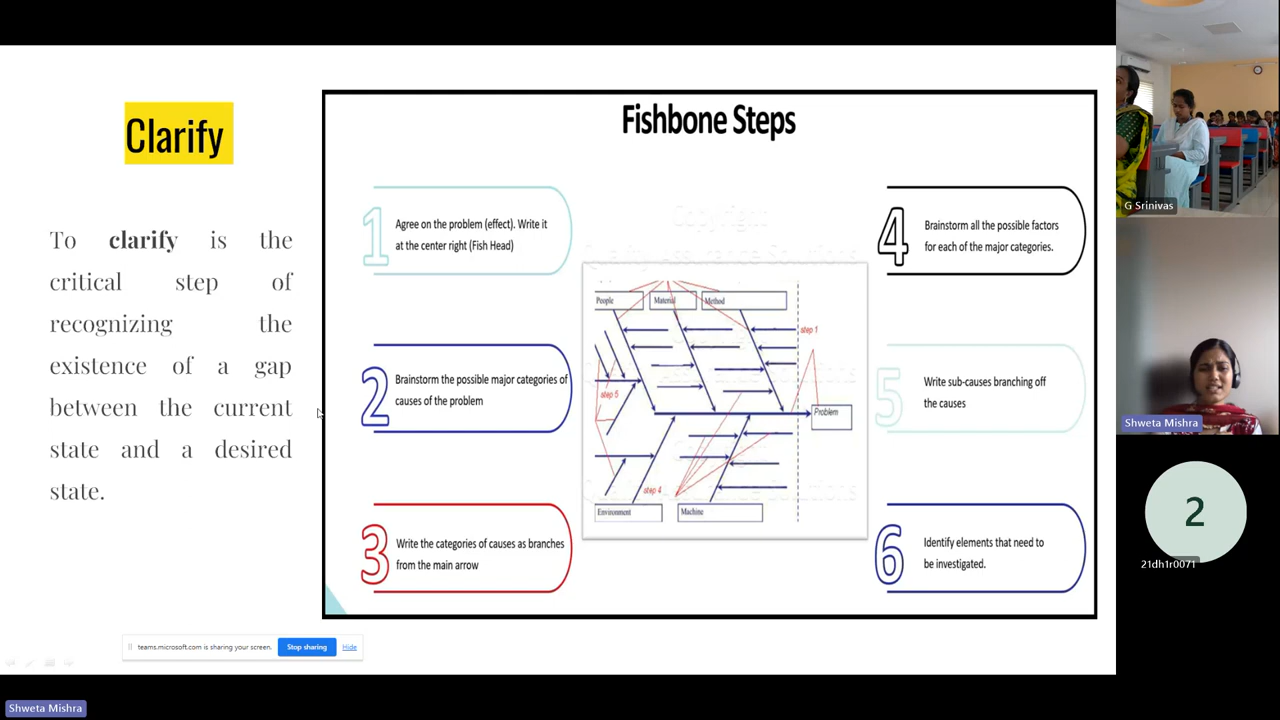 Clarify
To clarify is the
critical step of
recognizing the
existence of a gap
between the current
state and a desired
state.
Fishbone Steps
1
Agree on the problem (effect). Write it
at the center right (Fish Head)
2
Brainstorm the possible major categories of
causes of the problem
3
Write the categories of causes as branches
from the main arrow
Copyright
Quality Assurance Solutions
People
Material
Method
step 1
step 5
Problem
step 4
Environment
Machine
4
Brainstorm all the possible factors
for each of the major categories.
5
Write sub-causes branching off
the causes
6
Identify elements that need to
be investigated.
teams.microsoft.com is sharing your screen.
Stop sharing
Hide
Shweta Mishra
G Srinivas
Shweta Mishra
2
21dh1r0071